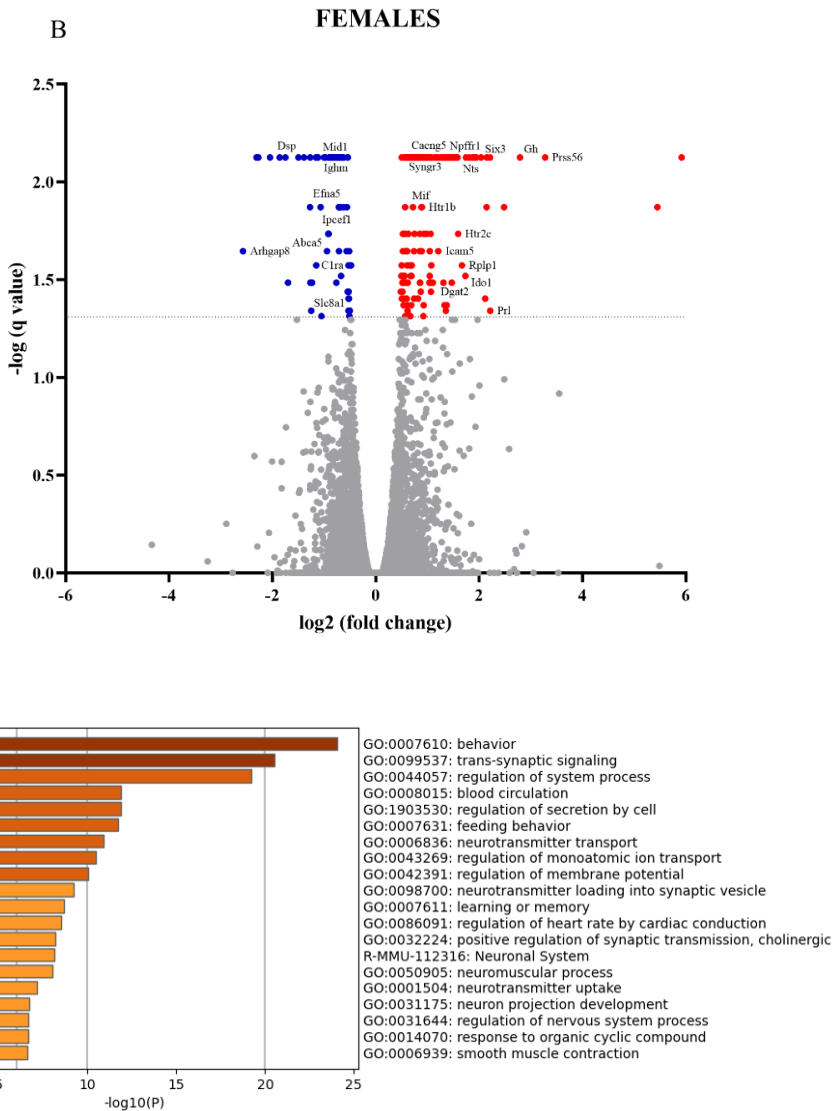 B
FEMALES
2.5
2.0
1.5
1.0
0.5
0.0
-log (q value)
Dsp Mid1 Cacng5 Npffr1 Six3 Gh Prss56
Ighm Syngr3 Nts
Efna5 Mif Htr1b
Ipcef1
Abca5 Htr2c
Arhgap8 Icam5
C1ra Rplp1
Ido1
Dgat2
Slc8a1 Prl
-6 -4 -2 0 2 4 6
log2 (fold change)
GO:0007610: behavior
GO:0099537: trans-synaptic signaling
GO:0044057: regulation of system process
GO:0008015: blood circulation
GO:1903530: regulation of secretion by cell
GO:0007631: feeding behavior
GO:0006836: neurotransmitter transport
GO:0043269: regulation of monoatomic ion transport
GO:0042391: regulation of membrane potential
GO:0098700: neurotransmitter loading into synaptic vesicle
GO:0007611: learning or memory
GO:0086091: regulation of heart rate by cardiac conduction
GO:0032224: positive regulation of synaptic transmission, cholinergic
R-MMU-112316: Neuronal System
GO:0050905: neuromuscular process
GO:0001504: neurotransmitter uptake
GO:0031175: neuron projection development
GO:0031644: regulation of nervous system process
GO:0014070: response to organic cyclic compound
GO:0006939: smooth muscle contraction
10 15 20 25
-log10(P)